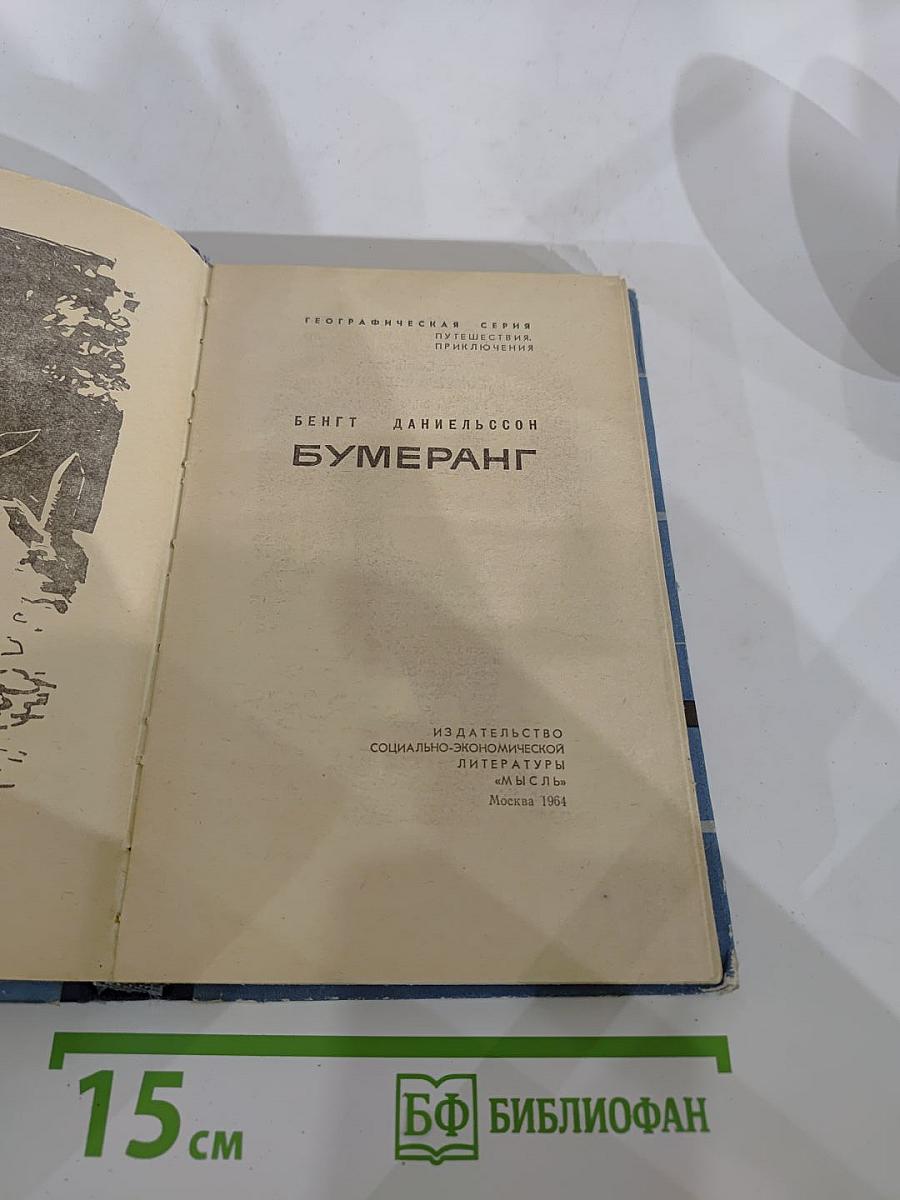 ГЕОГРАФИЧЕСКАЯ СЕРИЯ
ПУТЕШЕСТВИЯ.
ПРИКЛЮЧЕНИЯ
БЕНГТ ДАНИЕЛЬССОН
БУМЕРАНГ
ИЗДАТЕЛЬСТВО
СОЦИАЛЬНО-ЭКОНОМИЧЕСКОЙ
ЛИТЕРАТУРЫ
«МЫСЛЬ»
Москва 1964
15 см
БФ БИБЛИОФАН